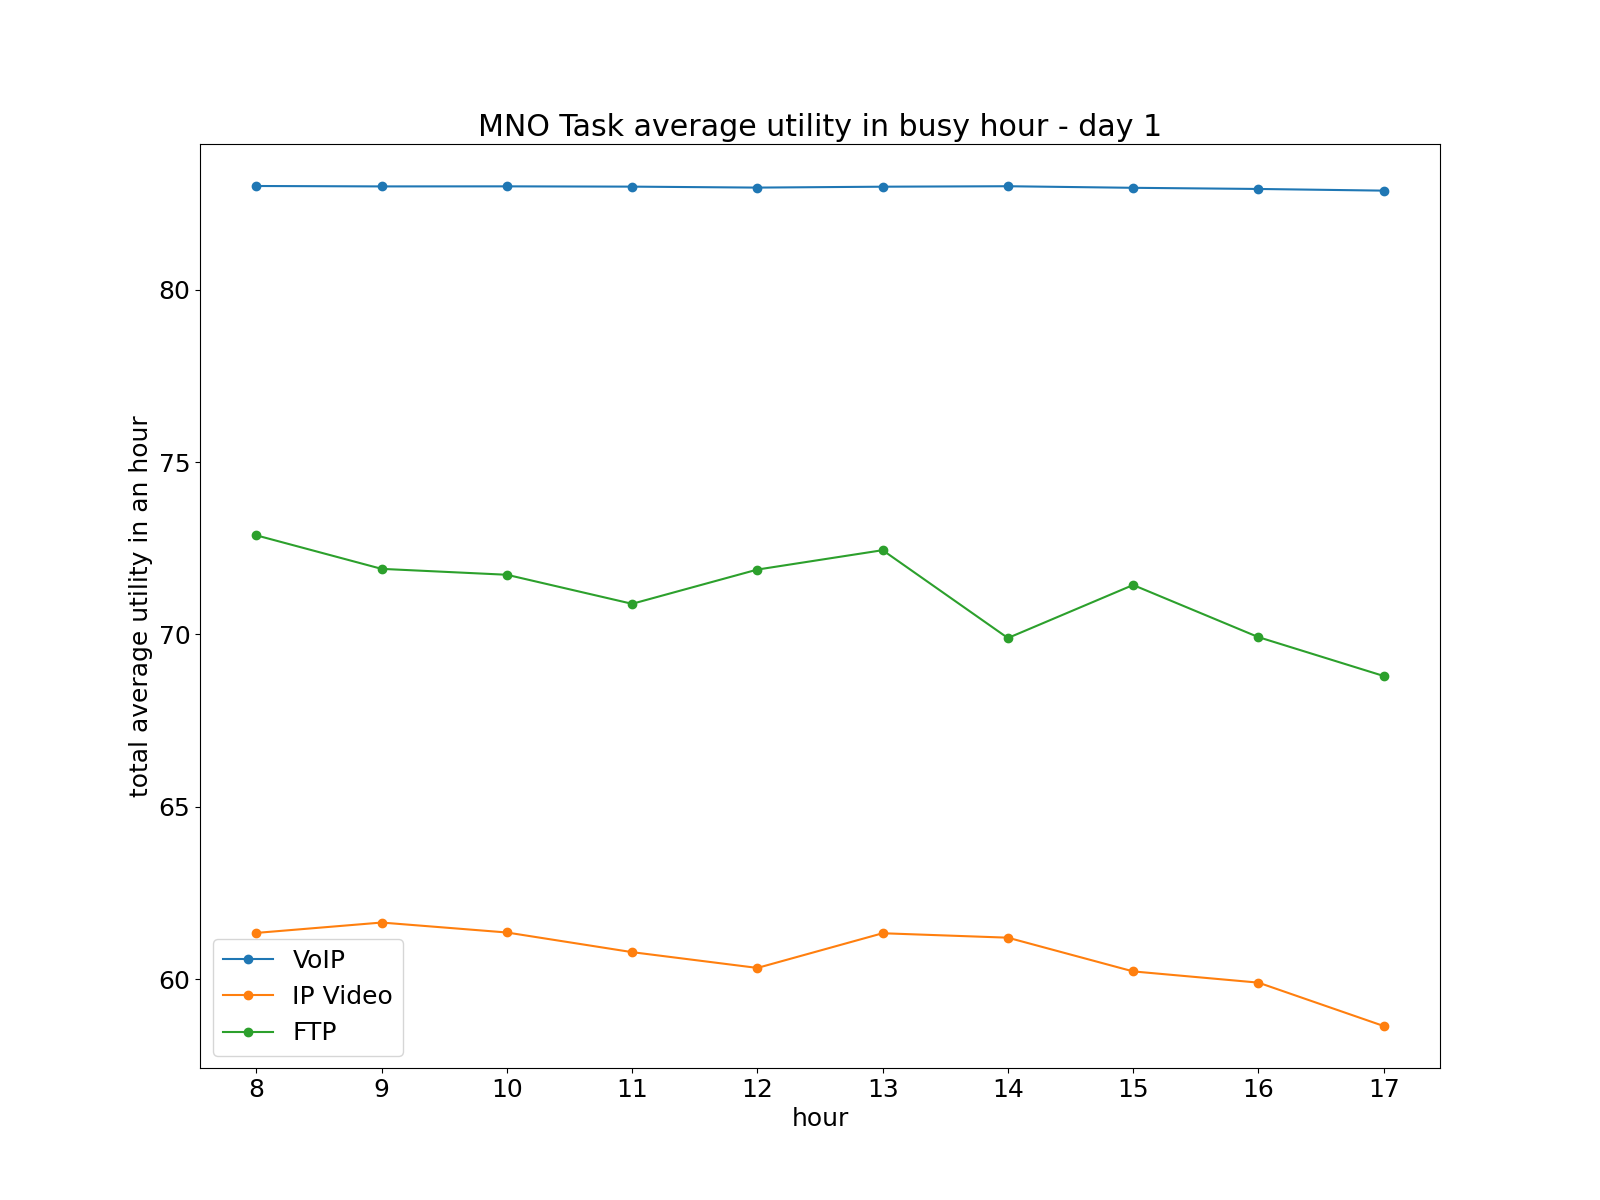 MNO Task average utility in busy hour - day 1
total average utility in an hour
80
75
70
65
60
VoIP
IP Video
FTP
8 9 10 11 12 13 14 15 16 17
hour